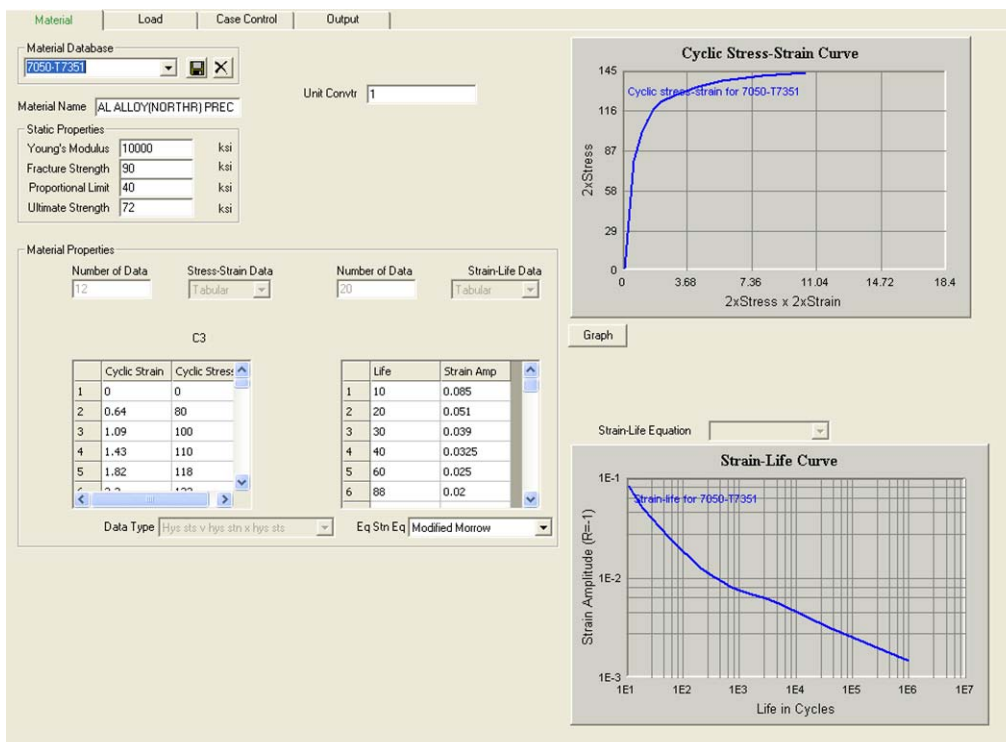 Material Load Case Control Output
Material Database
7050-T7351
Unit Convtr 1
Material Name AL ALLOY(NORTHR) PREC
Static Properties
Young's Modulus 10000 ksi
Fracture Strength 90 ksi
Proportional Limit 40 ksi
Ultimate Strength 72 ksi
Material Properties
Number of Data Stress-Strain Data Number of Data Strain-Life Data
12 Tabular 20 Tabular
C3
Cyclic Strain Cyclic Stress
1 0 0
2 0.64 80
3 1.09 100
4 1.43 110
5 1.82 118
Life Strain Amp
1 10 0.085
2 20 0.051
3 30 0.039
4 40 0.0325
5 60 0.025
6 88 0.02
Data Type Hys sts v hys stn x hys sts
Eq Stn Eq Modified Morrow
Cyclic Stress-Strain Curve
Cyclic stress-strain for 7050-T7351
2xStress
145
116
87
58
29
0
0 3.68 7.36 11.04 14.72 18.4
2xStress x 2xStrain
Graph
Strain-Life Equation
Strain-Life Curve
Strain-life for 7050-T7351
Strain Amplitude (R=-1)
1E-1
1E-2
1E-3
1E1 1E2 1E3 1E4 1E5 1E6 1E7
Life in Cycles